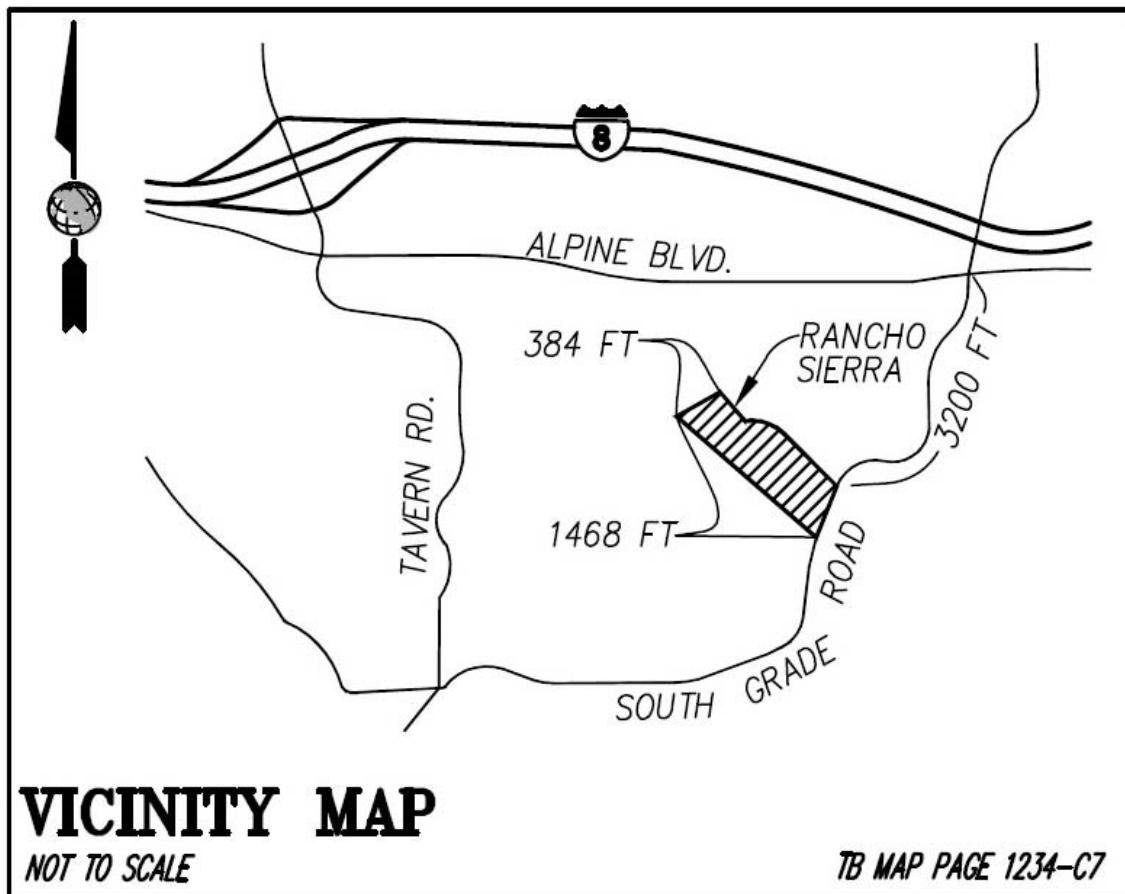 8
ALPINE BLVD.
384 FT
RANCHO
SIERRA
3200 FT
TAVERN RD.
1468 FT
SOUTH GRADE ROAD
VICINITY MAP
NOT TO SCALE
TB MAP PAGE 1234-C7